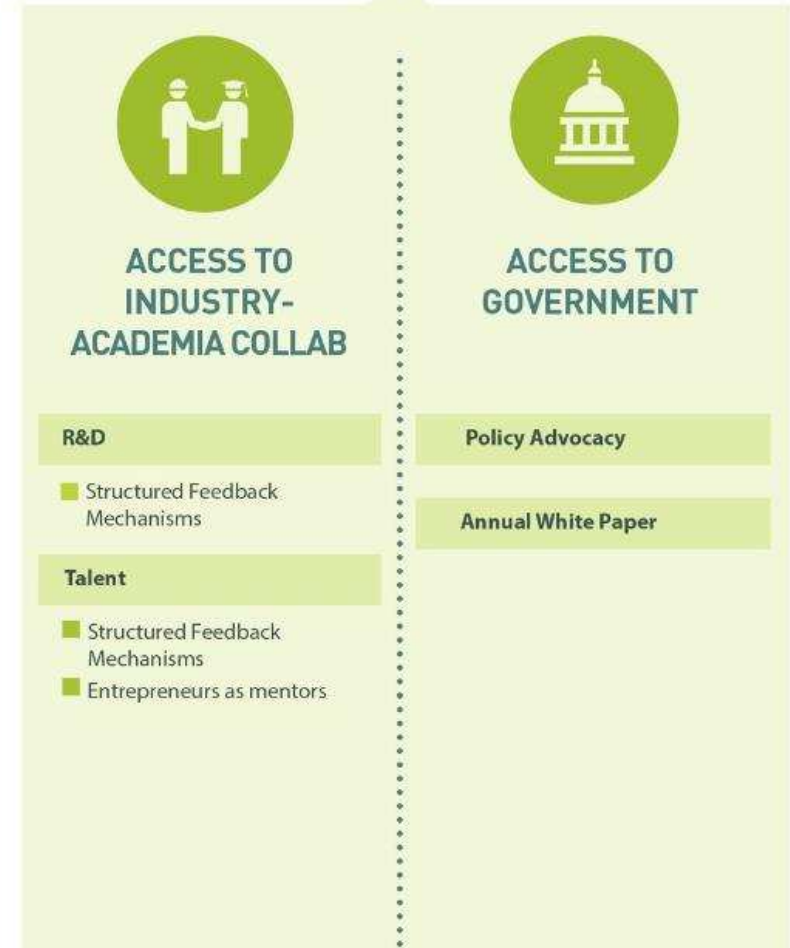 ACCESS TO
INDUSTRY-
ACADEMIA COLLAB
R&D
Structured Feedback
Mechanisms
Talent
Structured Feedback
Mechanisms
Entrepreneurs as mentors
ACCESS TO
GOVERNMENT
Policy Advocacy
Annual White Paper